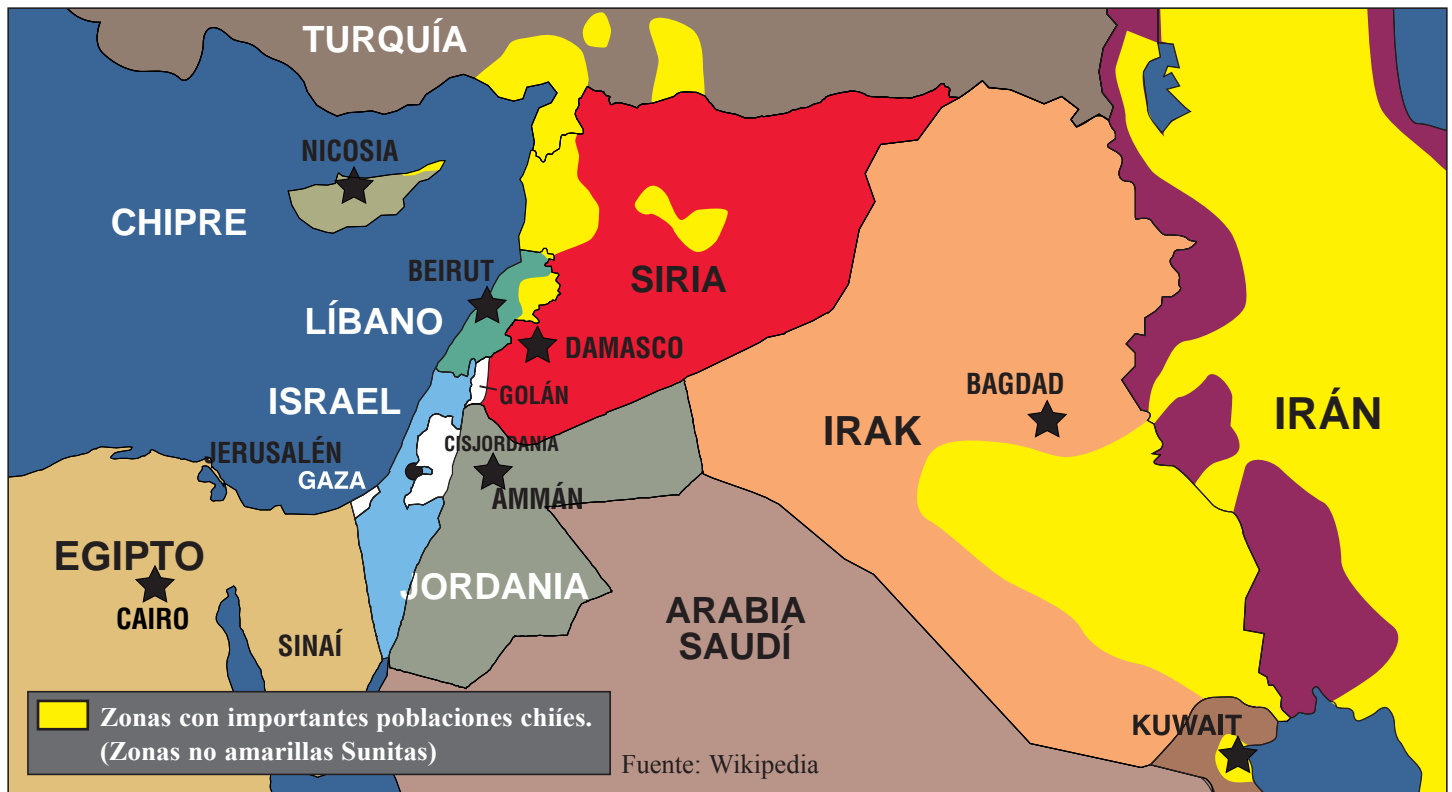 TURQUÍA
NICOSIA
CHIPRE
BEIRUT
SIRIA
LÍBANO
DAMASCO
ISRAEL
GOLÁN
BAGDAD
IRAK
IRÁN
JERUSALÉN
CISJORDANIA
GAZA
AMMÁN
EGIPTO
JORDANIA
CAIRO
SINAÍ
ARABIA
SAUDÍ
KUWAIT
Zonas con importantes poblaciones chiíes.
(Zonas no amarillas Sunitas)
Fuente: Wikipedia